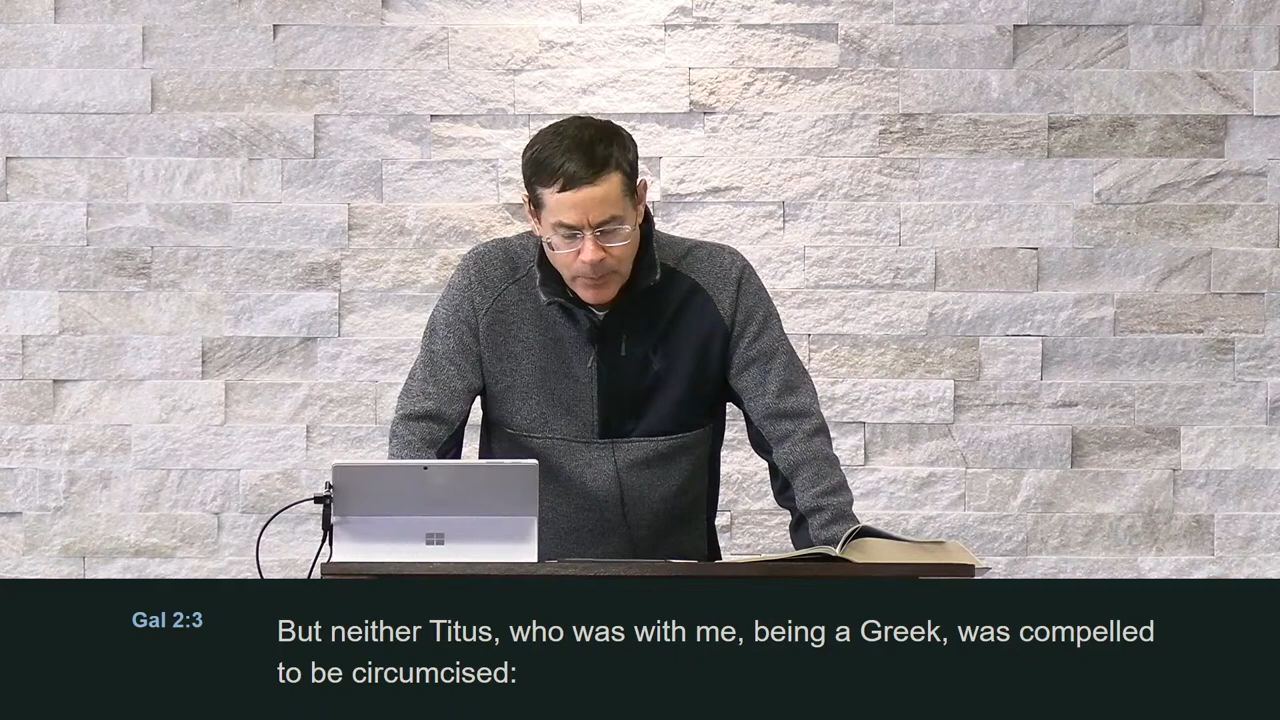 Gal 2:3
But neither Titus, who was with me, being a Greek, was compelled
to be circumcised: